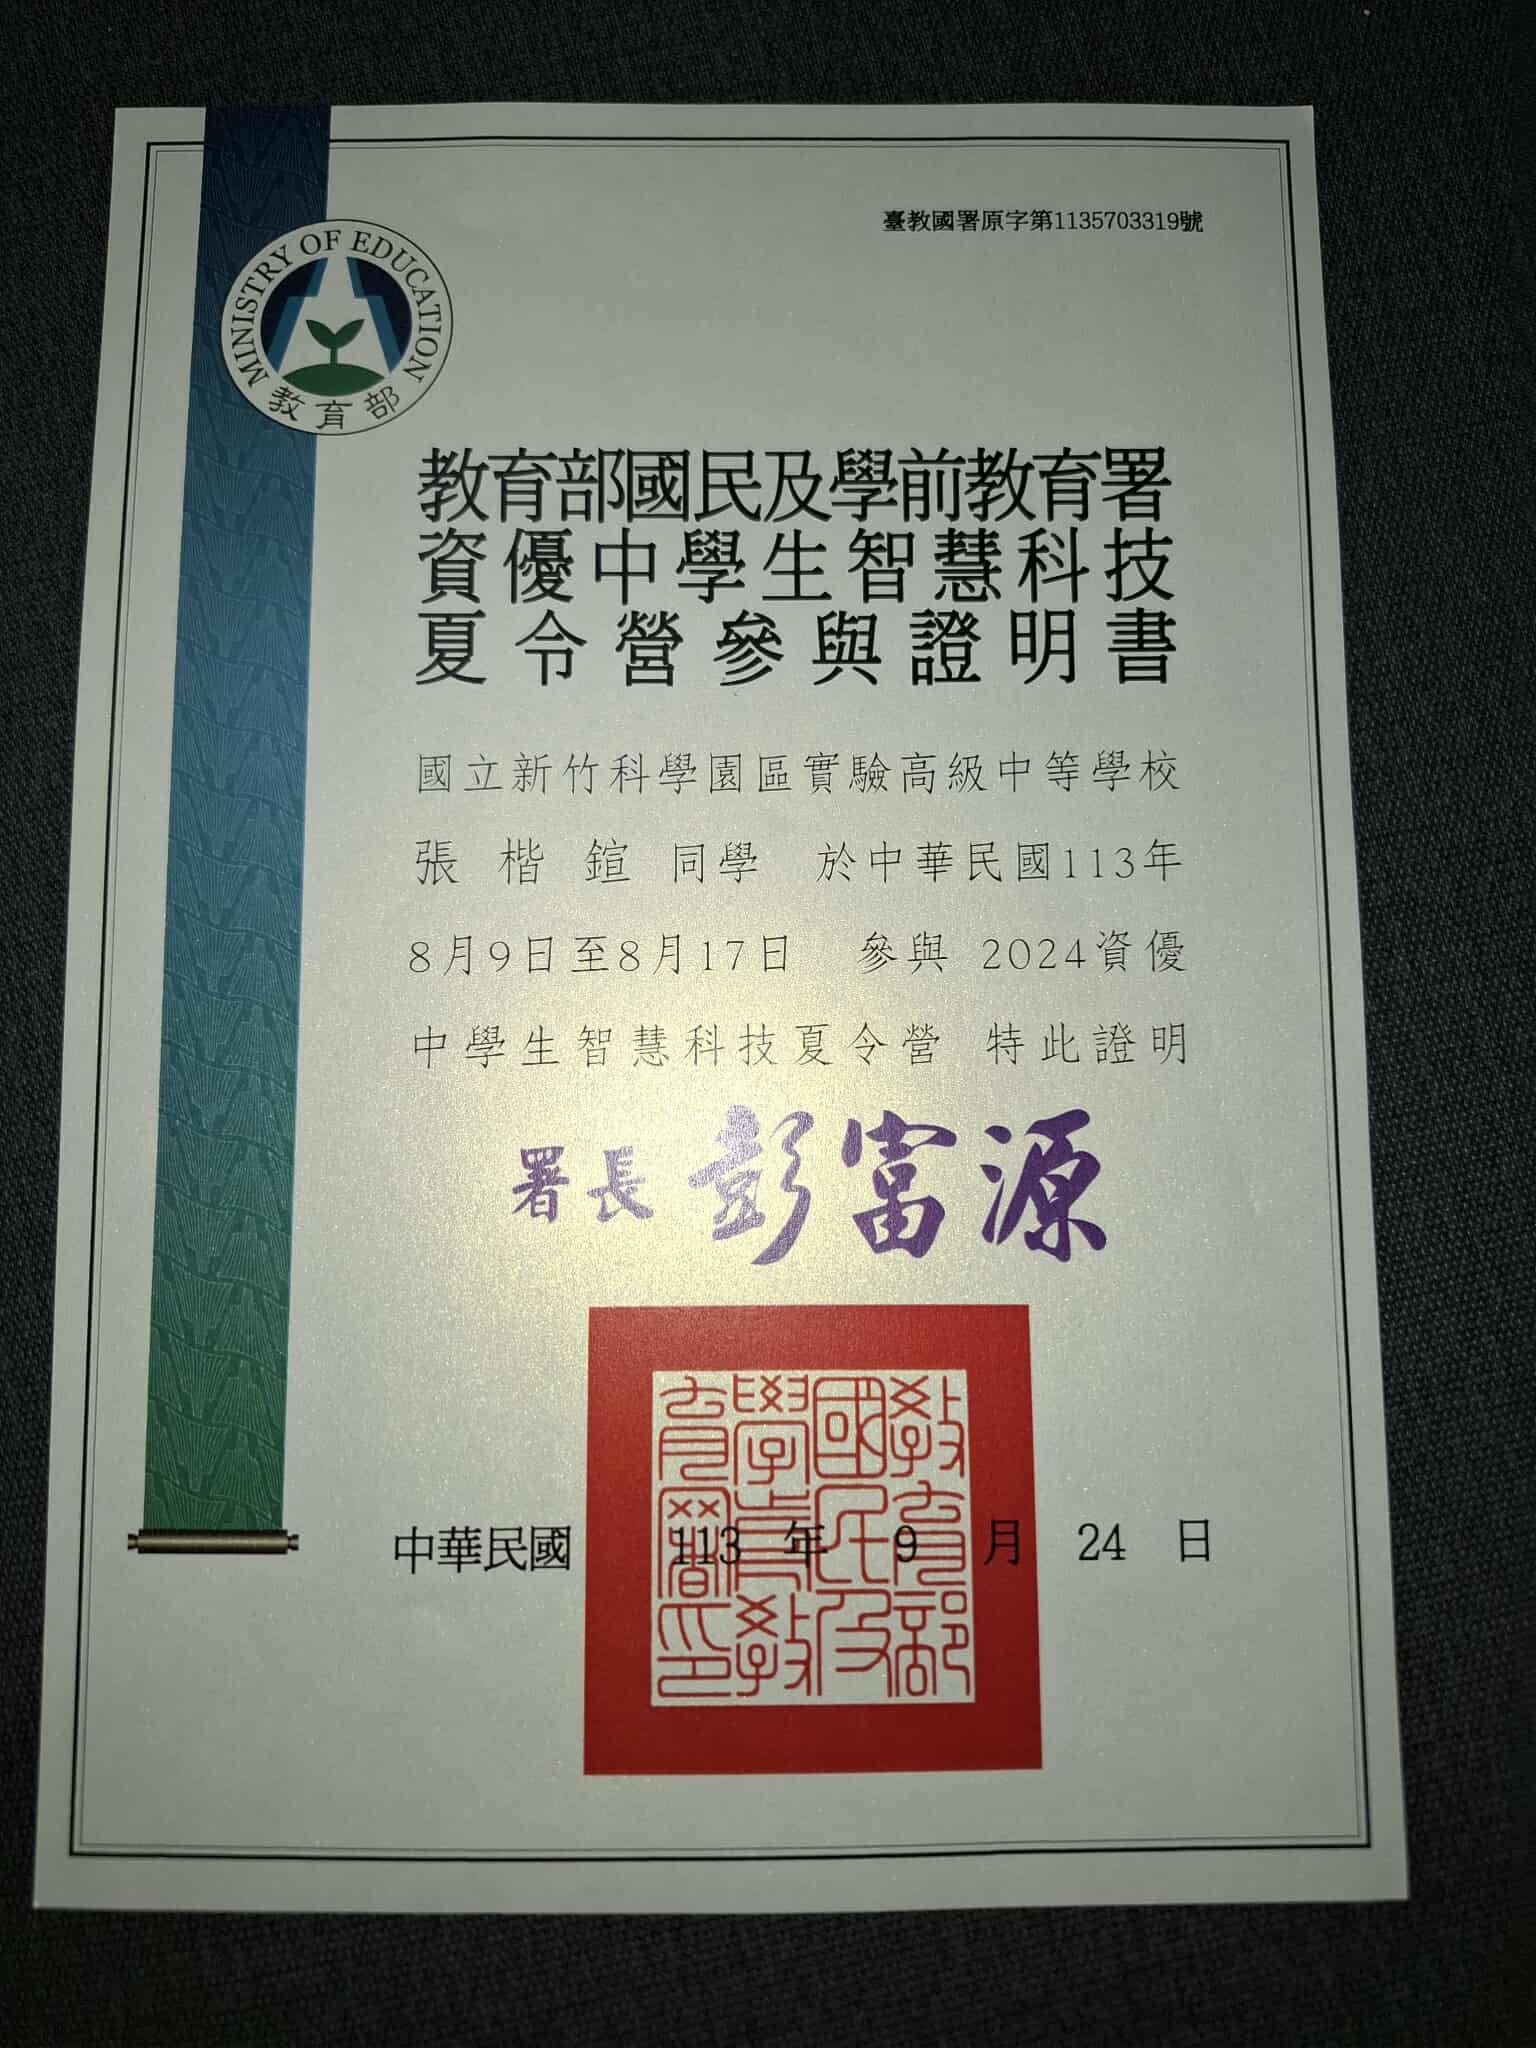 臺教國署原字第1135703319號
MINISTRY OF EDUCATION
教育部
教育部國民及學前教育署
資優中學生智慧科技
夏令營參與證明書
國立新竹科學園區實驗高級中等學校
張楷鍹同學 於中華民國113年
8月9日至8月17日 參與 2024資優
中學生智慧科技夏令營 特此證明
署長 彭富源
教育部
國民及
學前教
育署印
中華民國 113 年 9 月 24 日